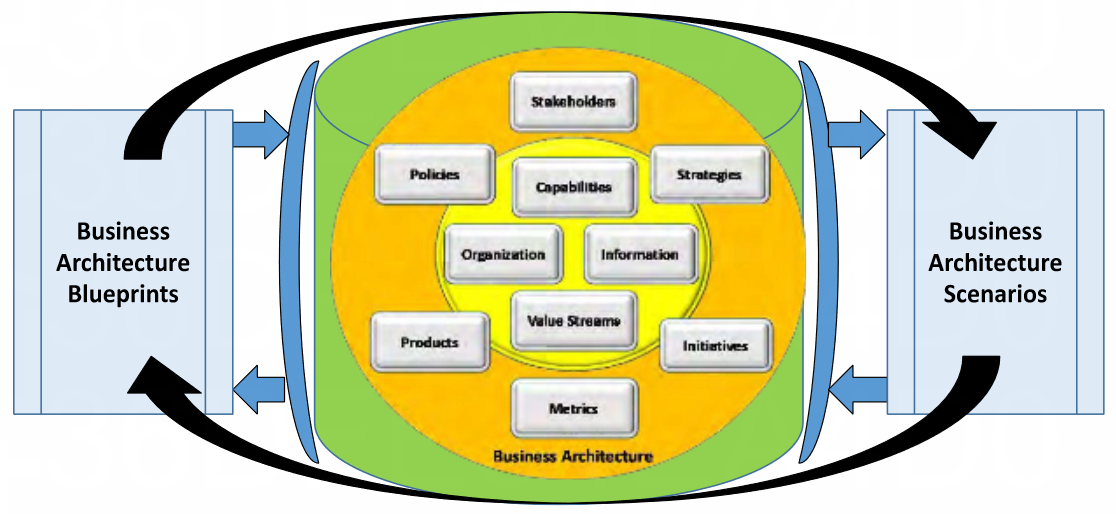 Stakeholders
Policies
Capabilities
Strategies
Business
Architecture
Blueprints
Organization
Information
Business
Architecture
Scenarios
Value Streams
Products
Initiatives
Metrics
Business Architecture